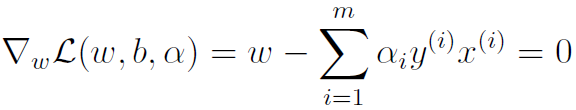 ∇_w ℒ(w, b, α) = w − ∑_{i=1}^{m} α_i y^{(i)} x^{(i)} = 0